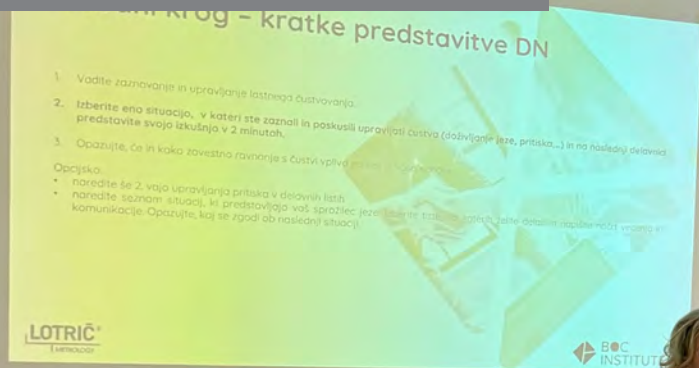 krog – kratke predstavitve DN
1. Vadite zaznavanje in upravljanje lastnega čustvovanja.
2. Izberite eno situacijo, v kateri ste zaznali in poskusili upravljati čustva (doživljanje jeze, pritiska...) in na naslednji delavnici
predstavite svojo izkušnjo v 2 minutah.
3. Opazujte, če in kako zavestno ravnanje s čustvi vpliva
Opcijsko:
• naredite še 2. vajo upravljanja pritiska v delovnih listih
• naredite seznam situacij, ki predstavljajo vaš sprožilec jeze.
komunikacije. Opazujte, kaj se zgodi ob naslednji situaciji.
LOTRIČ
METROLOGY
BOC
INSTITUTE